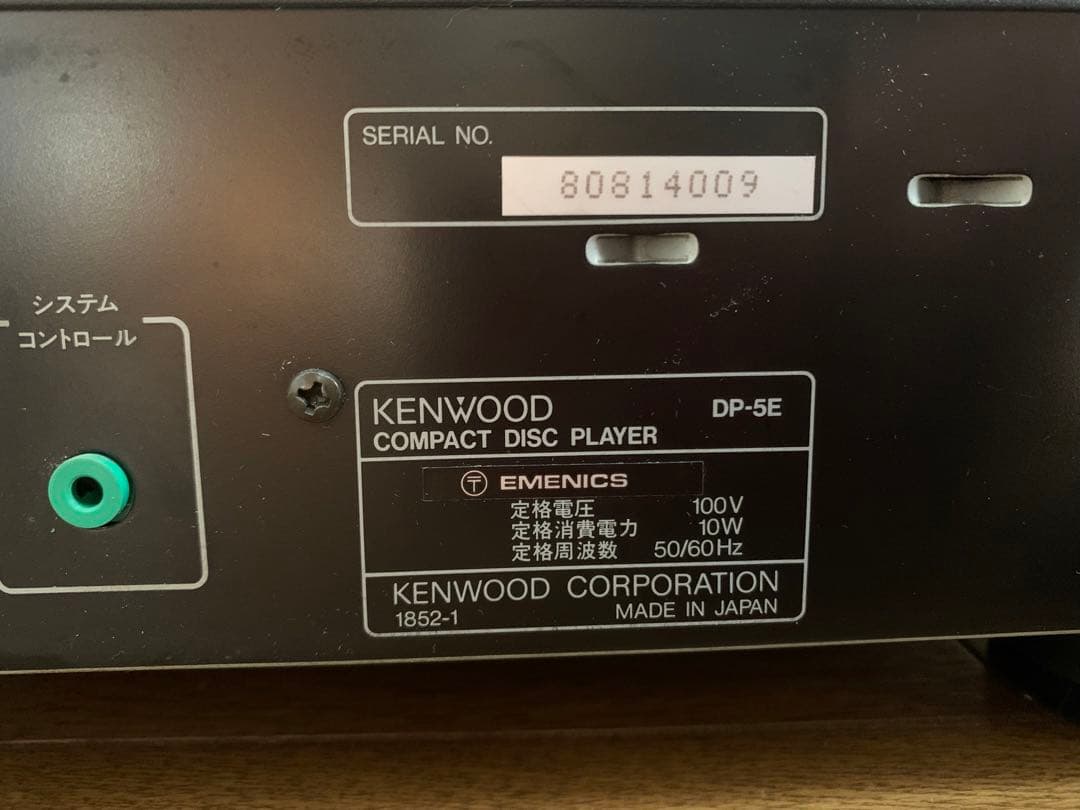 SERIAL NO.
80814009
システム
コントロール
KENWOOD DP-5E
COMPACT DISC PLAYER
〒 EMENICS
定格電圧 100V
定格消費電力 10W
定格周波数 50/60Hz
KENWOOD CORPORATION
1852-1 MADE IN JAPAN